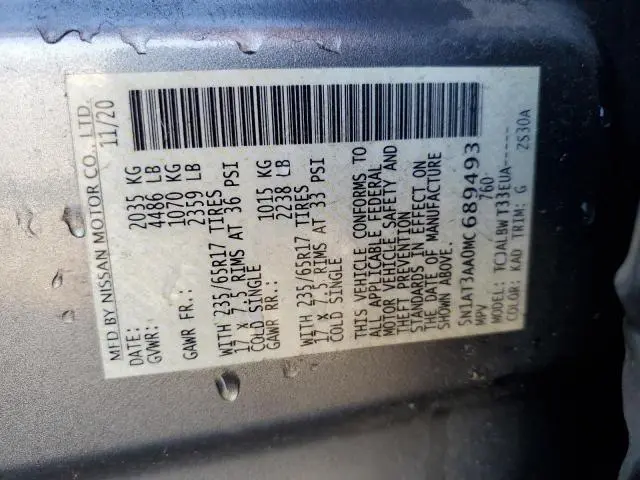 MFD BY NISSAN MOTOR CO., LTD.
DATE: 11/20
GVWR: 2035 KG
4486 LB
GAWR FR.: 1070 KG
2359 LB
WITH 235/65R17 TIRES
17 X 7.5 RIMS AT 36 PSI
COLD SINGLE
GAWR RR.: 1015 KG
2238 LB
WITH 235/65R17 TIRES
17 X 7.5 RIMS AT 33 PSI
COLD SINGLE
THIS VEHICLE CONFORMS TO
ALL APPLICABLE FEDERAL
MOTOR VEHICLE SAFETY AND
THEFT PREVENTION
STANDARDS IN EFFECT ON
THE DATE OF MANUFACTURE
SHOWN ABOVE.
5N1AT3AA0MC689493
MPV 760-
MODEL: TCJALBWT33EUA-----
COLOR: KAD TRIM: G ZS30A